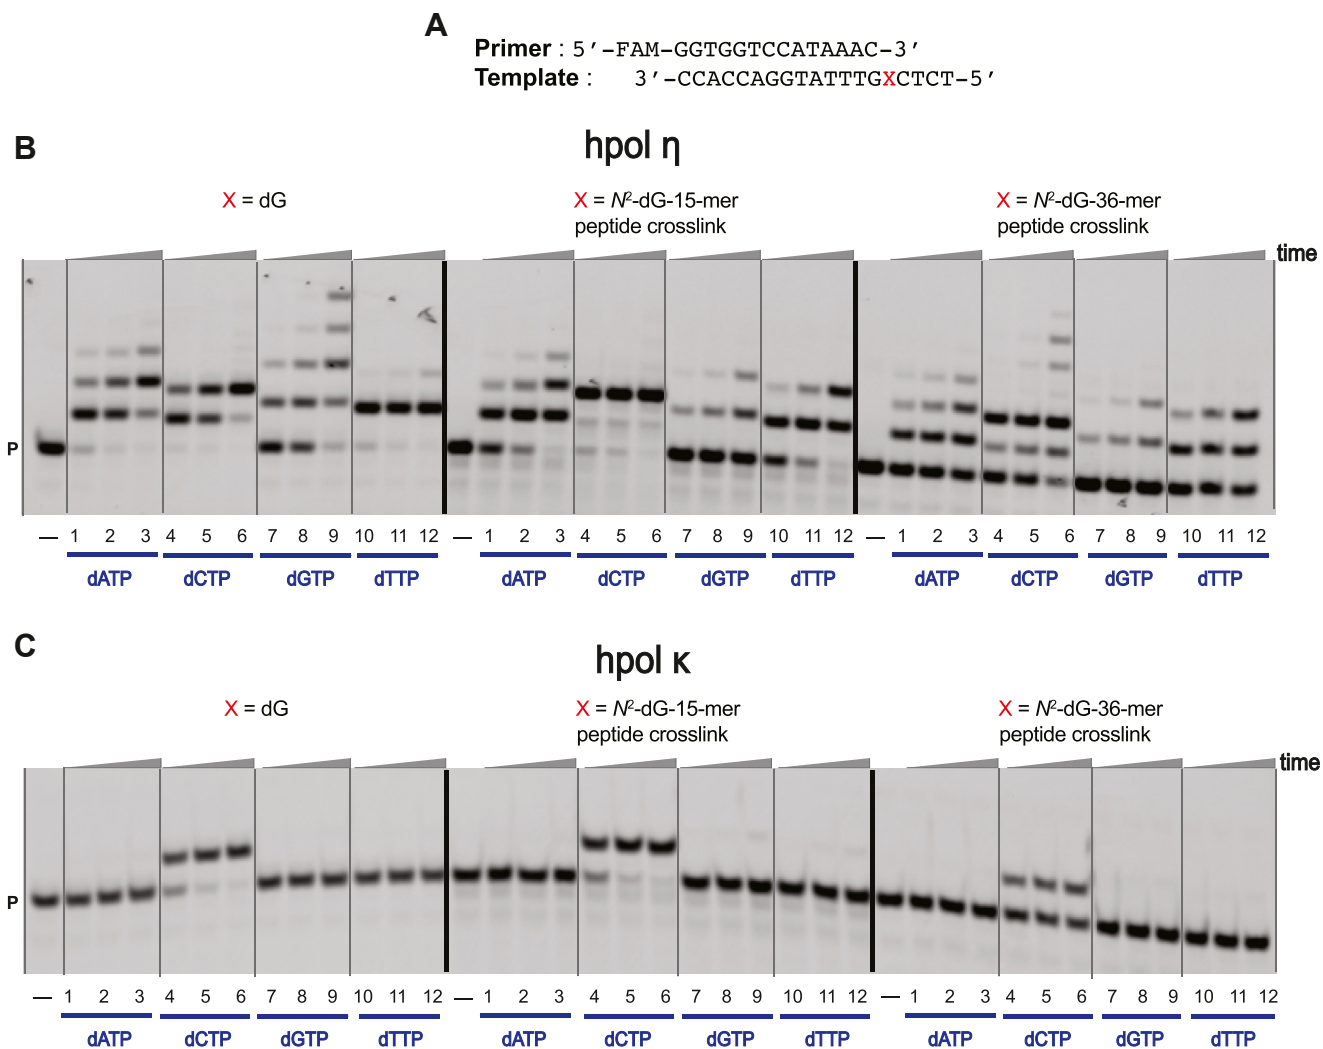 A
Primer : 5′-FAM-GGTGGTCCATAAAC-3′
Template : 3′-CCACCAGGTATTTGXCTCT-5′
B
hpol η
X = dG
X = N²-dG-15-mer
peptide crosslink
X = N²-dG-36-mer
peptide crosslink
time
P
— 1 2 3 4 5 6 7 8 9 10 11 12 — 1 2 3 4 5 6 7 8 9 10 11 12 — 1 2 3 4 5 6 7 8 9 10 11 12
dATP dCTP dGTP dTTP dATP dCTP dGTP dTTP dATP dCTP dGTP dTTP
C
hpol κ
X = dG
X = N²-dG-15-mer
peptide crosslink
X = N²-dG-36-mer
peptide crosslink
time
P
— 1 2 3 4 5 6 7 8 9 10 11 12 — 1 2 3 4 5 6 7 8 9 10 11 12 — 1 2 3 4 5 6 7 8 9 10 11 12
dATP dCTP dGTP dTTP dATP dCTP dGTP dTTP dATP dCTP dGTP dTTP